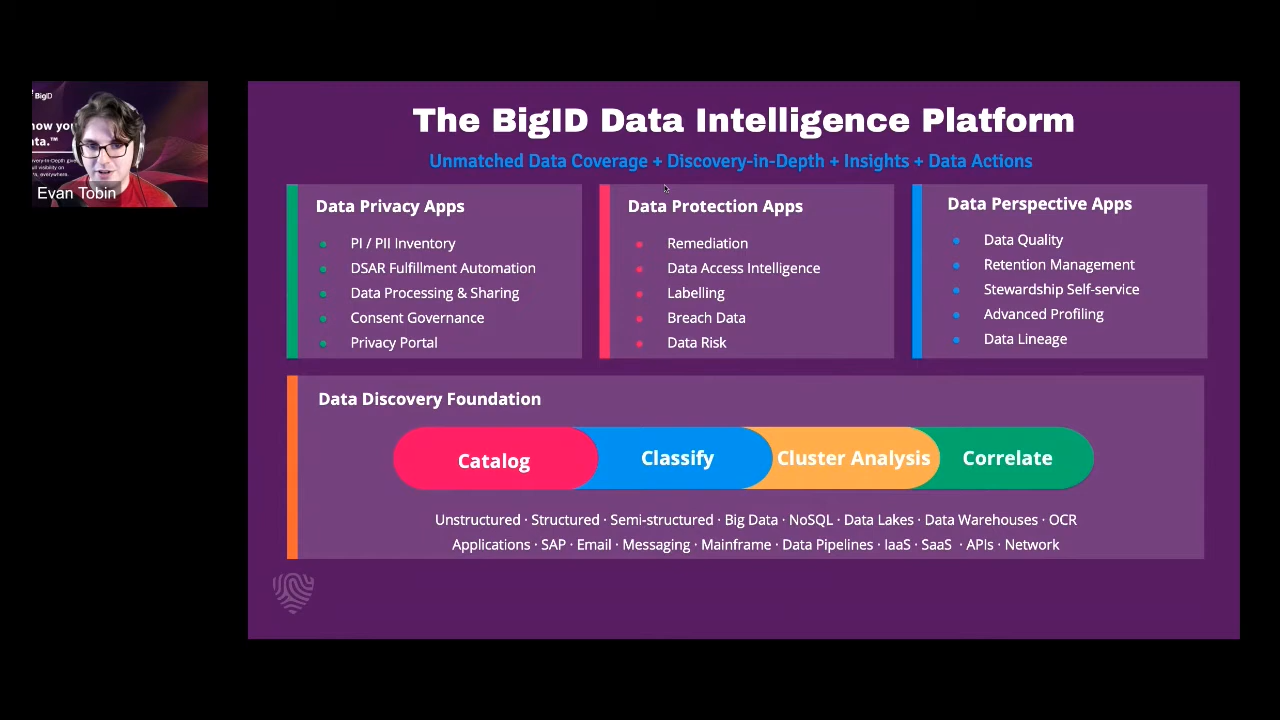 BigID
now you
ata.™
Evan Tobin
The BigID Data Intelligence Platform
Unmatched Data Coverage + Discovery-in-Depth + Insights + Data Actions
Data Privacy Apps
• PI / PII Inventory
• DSAR Fulfillment Automation
• Data Processing & Sharing
• Consent Governance
• Privacy Portal
Data Protection Apps
• Remediation
• Data Access Intelligence
• Labelling
• Breach Data
• Data Risk
Data Perspective Apps
• Data Quality
• Retention Management
• Stewardship Self-service
• Advanced Profiling
• Data Lineage
Data Discovery Foundation
Catalog
Classify
Cluster Analysis
Correlate
Unstructured · Structured · Semi-structured · Big Data · NoSQL · Data Lakes · Data Warehouses · OCR
Applications · SAP · Email · Messaging · Mainframe · Data Pipelines · IaaS · SaaS · APIs · Network